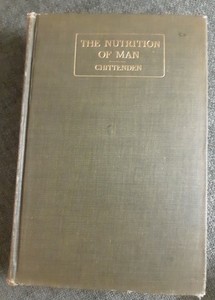 THE NUTRITION
OF MAN
CHITTENDEN